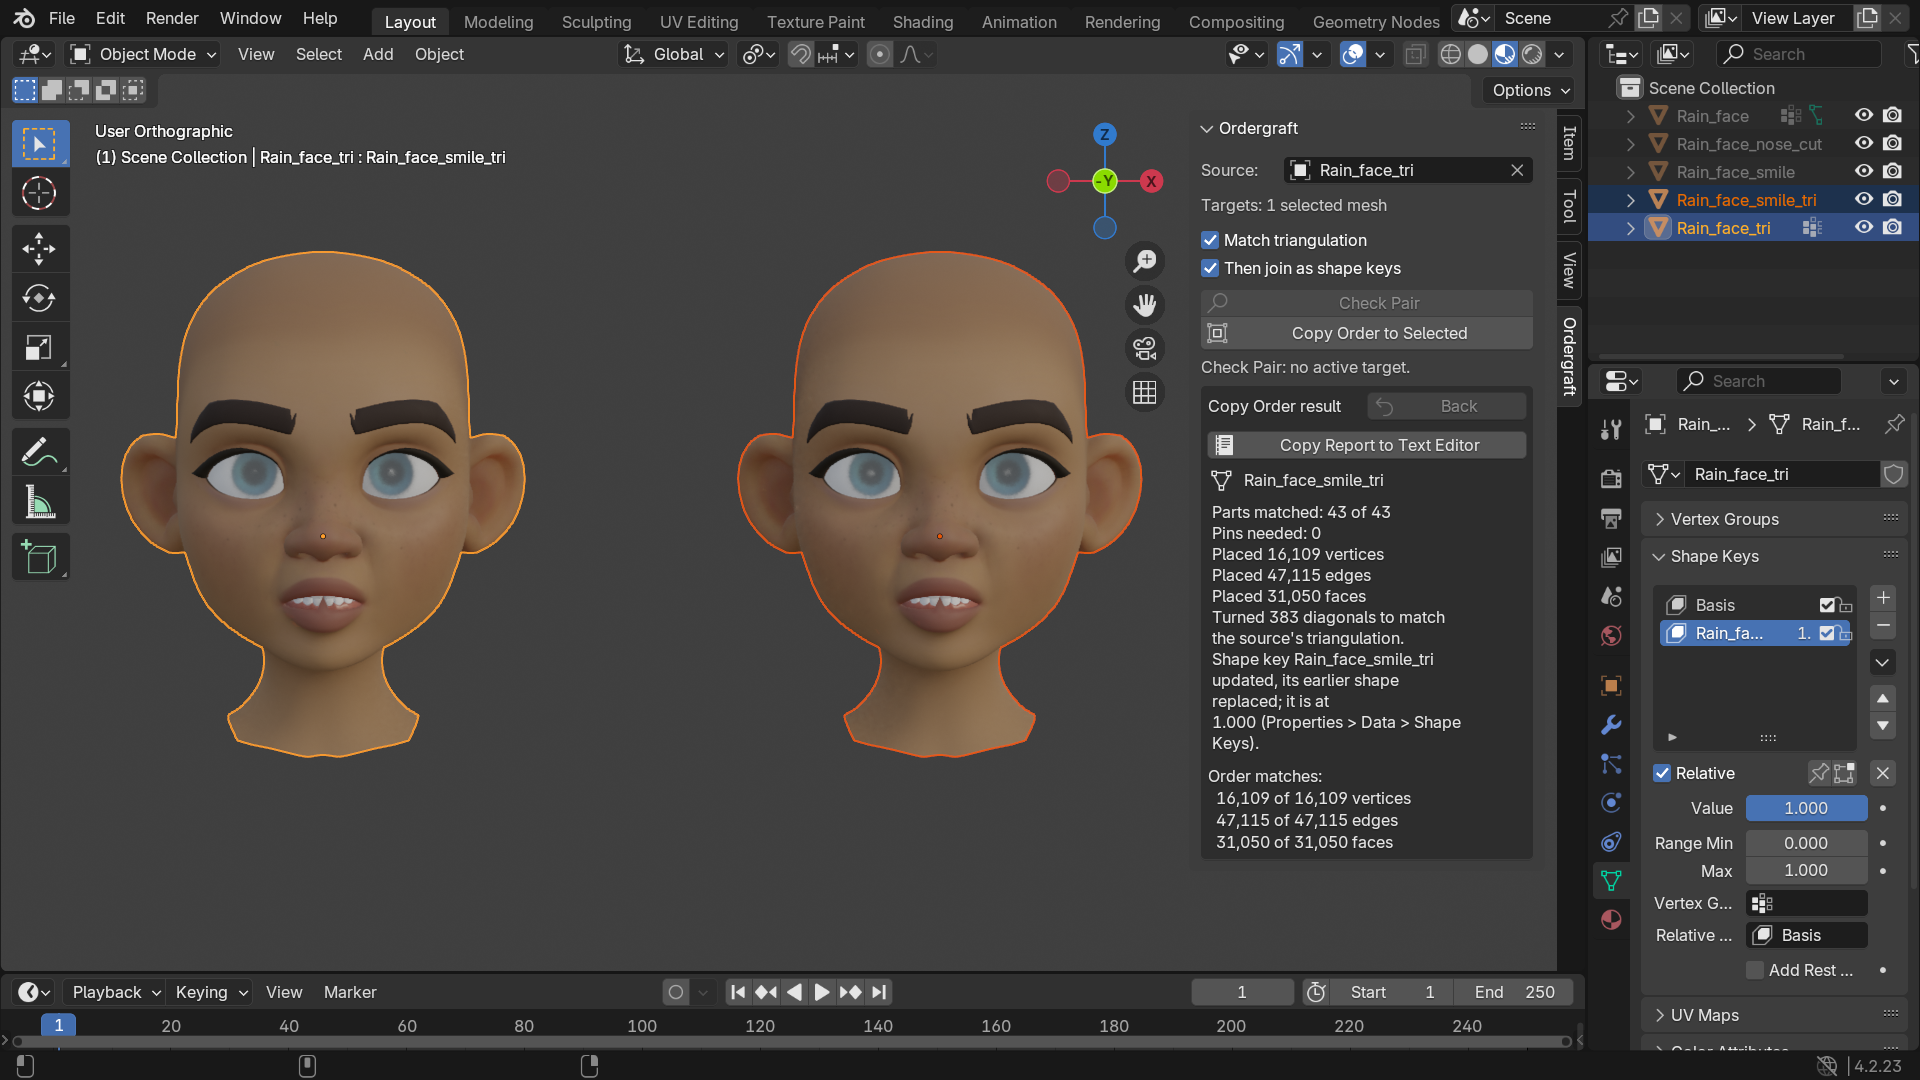 File Edit Render Window Help
Layout Modeling Sculpting UV Editing Texture Paint Shading Animation Rendering Compositing Geometry Nodes
Scene
View Layer
Object Mode View Select Add Object
Global
Search
Options
User Orthographic
(1) Scene Collection | Rain_face_tri : Rain_face_smile_tri
Z
-Y
X
Ordergraft
Source: Rain_face_tri
Targets: 1 selected mesh
Match triangulation
Then join as shape keys
Check Pair
Copy Order to Selected
Check Pair: no active target.
Copy Order result Back
Copy Report to Text Editor
Rain_face_smile_tri
Parts matched: 43 of 43
Pins needed: 0
Placed 16,109 vertices
Placed 47,115 edges
Placed 31,050 faces
Turned 383 diagonals to match
the source's triangulation.
Shape key Rain_face_smile_tri
updated, its earlier shape
replaced; it is at
1.000 (Properties > Data > Shape
Keys).
Order matches:
16,109 of 16,109 vertices
47,115 of 47,115 edges
31,050 of 31,050 faces
Item
Tool
View
Ordergraft
Scene Collection
Rain_face
Rain_face_nose_cut
Rain_face_smile
Rain_face_smile_tri
Rain_face_tri
Search
Rain_... Rain_f...
Rain_face_tri
Vertex Groups
Shape Keys
Basis
Rain_fa... 1.
Relative
Value 1.000
Range Min 0.000
Max 1.000
Vertex G...
Relative ... Basis
Add Rest ...
UV Maps
Color Attributes
Playback Keying View Marker
1 Start 1 End 250
1 20 40 60 80 100 120 140 160 180 200 220 240
4.2.23